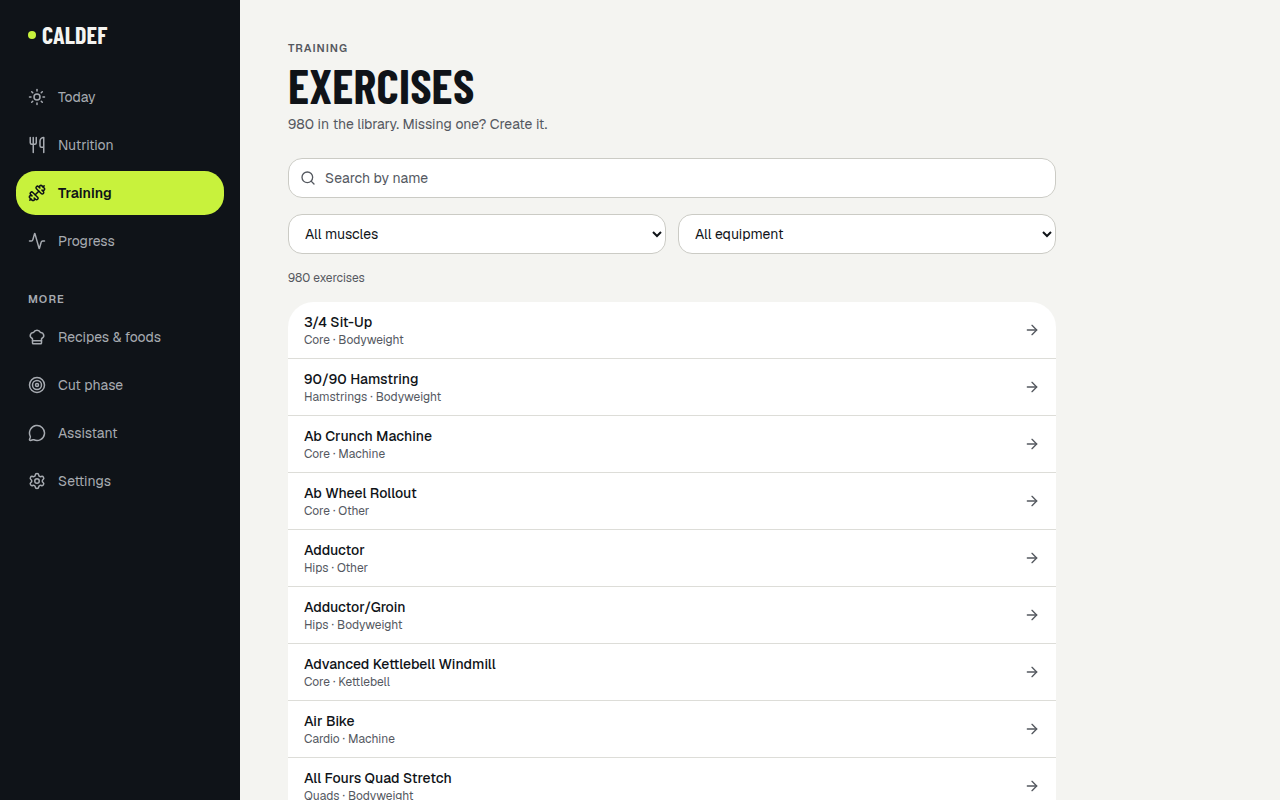 CALDEF
Today
Nutrition
Training
Progress
MORE
Recipes & foods
Cut phase
Assistant
Settings
TRAINING
EXERCISES
980 in the library. Missing one? Create it.
Search by name
All muscles
All equipment
980 exercises
3/4 Sit-Up
Core · Bodyweight
90/90 Hamstring
Hamstrings · Bodyweight
Ab Crunch Machine
Core · Machine
Ab Wheel Rollout
Core · Other
Adductor
Hips · Other
Adductor/Groin
Hips · Bodyweight
Advanced Kettlebell Windmill
Core · Kettlebell
Air Bike
Cardio · Machine
All Fours Quad Stretch
Quads · Bodyweight